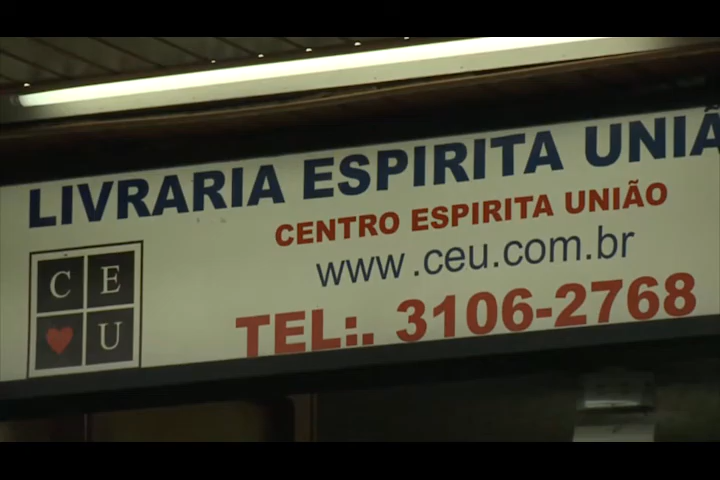 LIVRARIA ESPIRITA UNIÃ
CENTRO ESPIRITA UNIÃO
www.ceu.com.br
TEL:. 3106-2768
C E
U